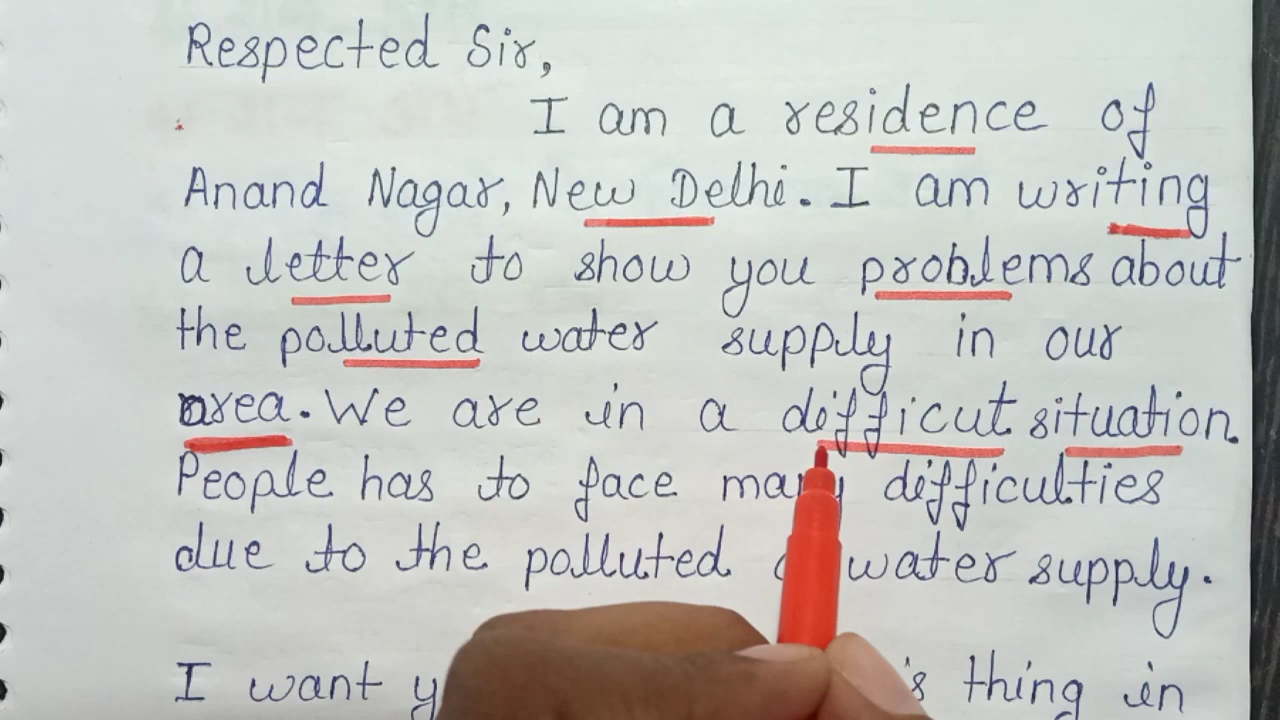 Respected Sir,
I am a residence of
Anand Nagar, New Delhi. I am writing
a letter to show you problems about
the polluted water supply in our
area. We are in a difficut situation.
People has to face many difficulties
due to the polluted water supply.
I want thing in